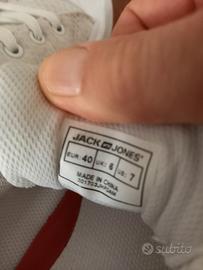 JACK JONES®
EUR: 40 UK: 6 US: 7
MADE IN CHINA
subito